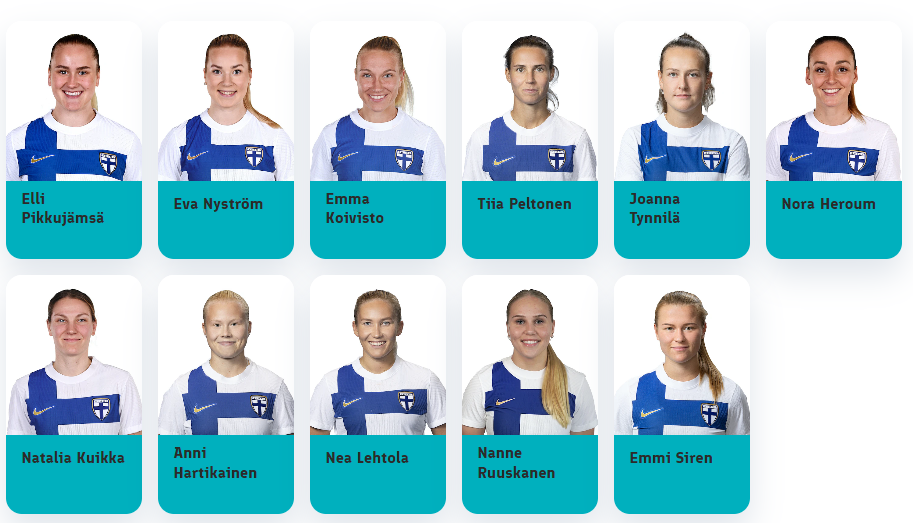 Elli
Pikkujämsä
Eva Nyström
Emma
Koivisto
Tiia Peltonen
Joanna
Tynnilä
Nora Heroum
Natalia Kuikka
Anni
Hartikainen
Nea Lehtola
Nanne
Ruuskanen
Emmi Siren